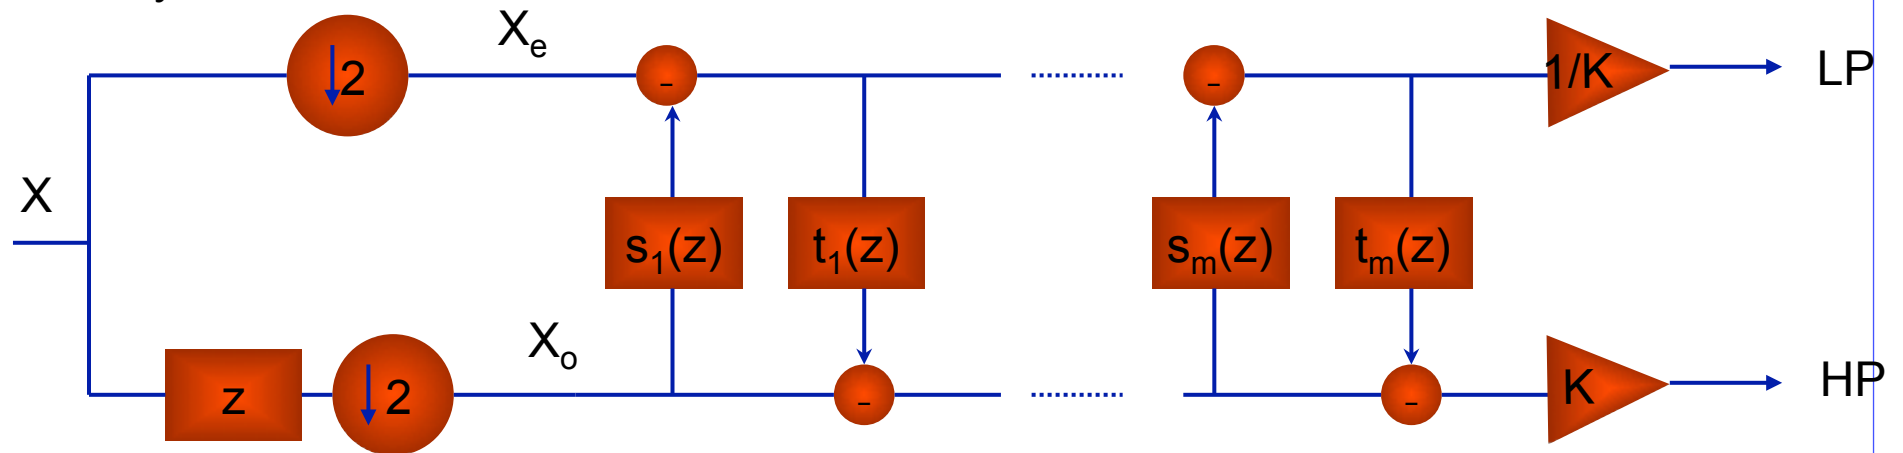 X
↓2
Xₑ
-
s₁(z)
t₁(z)
-
sₘ(z)
tₘ(z)
1/K
LP
z
↓2
Xₒ
-
-
K
HP